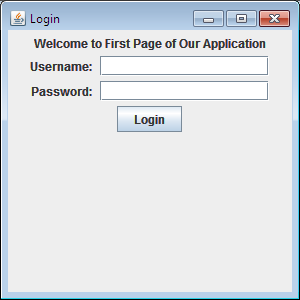 Login
Welcome to First Page of Our Application
Username:
Password:
Login